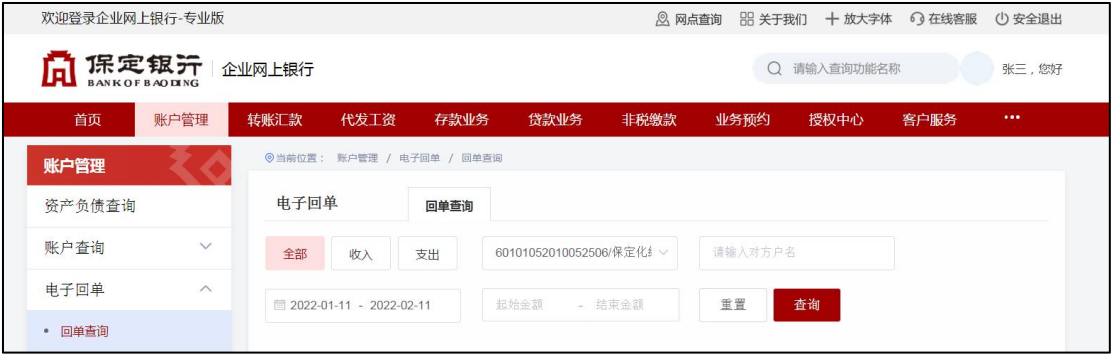 欢迎登录企业网上银行-专业版 网点查询 关于我们 放大字体 在线客服 安全退出
保定银行 企业网上银行 请输入查询功能名称 张三，您好
BANK OF BAODING
首页 账户管理 转账汇款 代发工资 存款业务 贷款业务 非税缴款 业务预约 授权中心 客户服务 •••
账户管理 当前位置： 账户管理 / 电子回单 / 回单查询
资产负债查询 电子回单 回单查询
账户查询 全部 收入 支出 60101052010052506/保定化 请输入对方户名
电子回单 2022-01-11 - 2022-02-11 起始金额 - 结束金额 重置 查询
• 回单查询